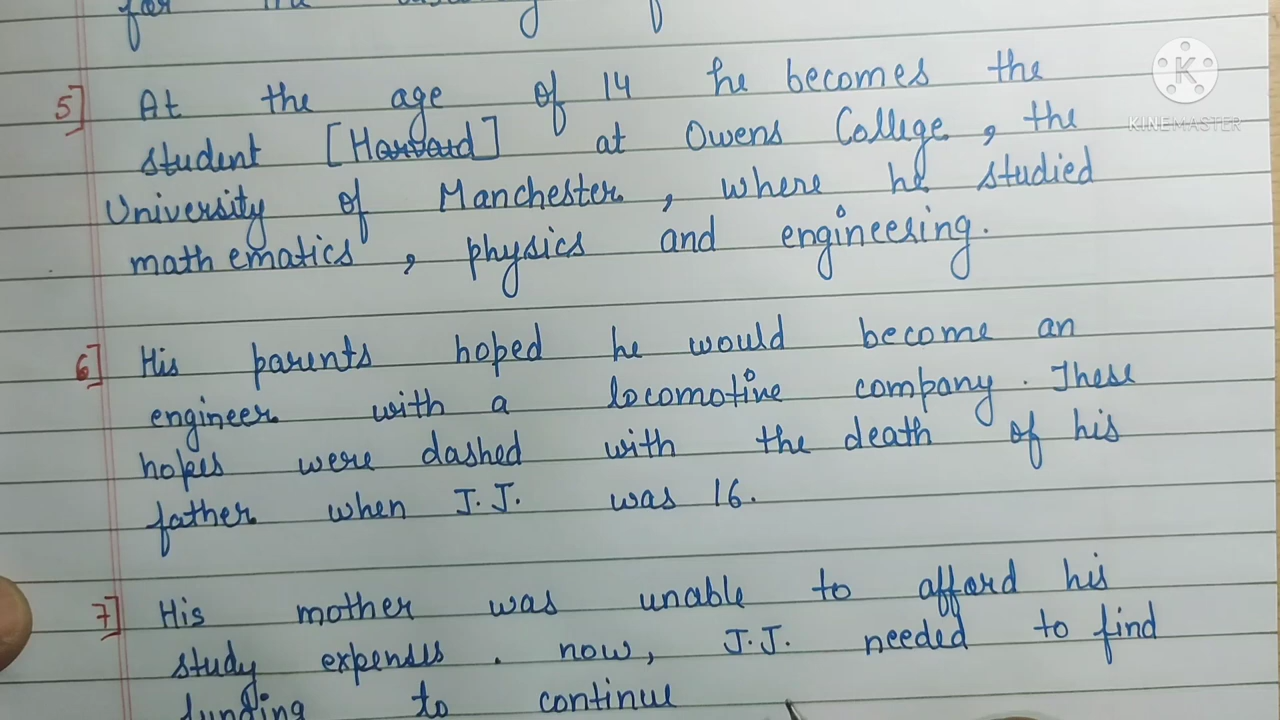 for the
5] At the age of 14 he becomes the
student [Harvard] at Owens College, the
University of Manchester, where he studied
mathematics, physics and engineering.
6] His parents hoped he would become an
engineer with a locomotive company. These
hopes were dashed with the death of his
father when J.J. was 16.
7] His mother was unable to afford his
study expenses. now, J.J. needed to find
funding to continue
K
KINEMASTER